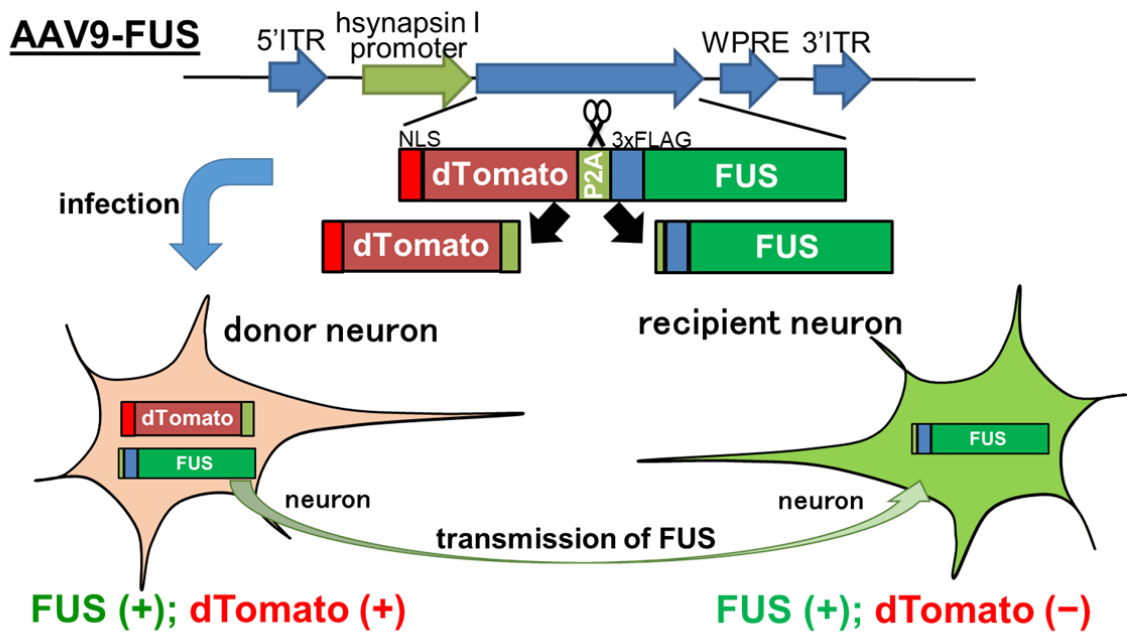 AAV9-FUS
5'ITR
hsynapsin I
promoter
WPRE
3'ITR
NLS
3xFLAG
dTomato
P2A
FUS
infection
dTomato
FUS
donor neuron
recipient neuron
dTomato
FUS
FUS
neuron
neuron
transmission of FUS
FUS (+); dTomato (+)
FUS (+); dTomato (−)